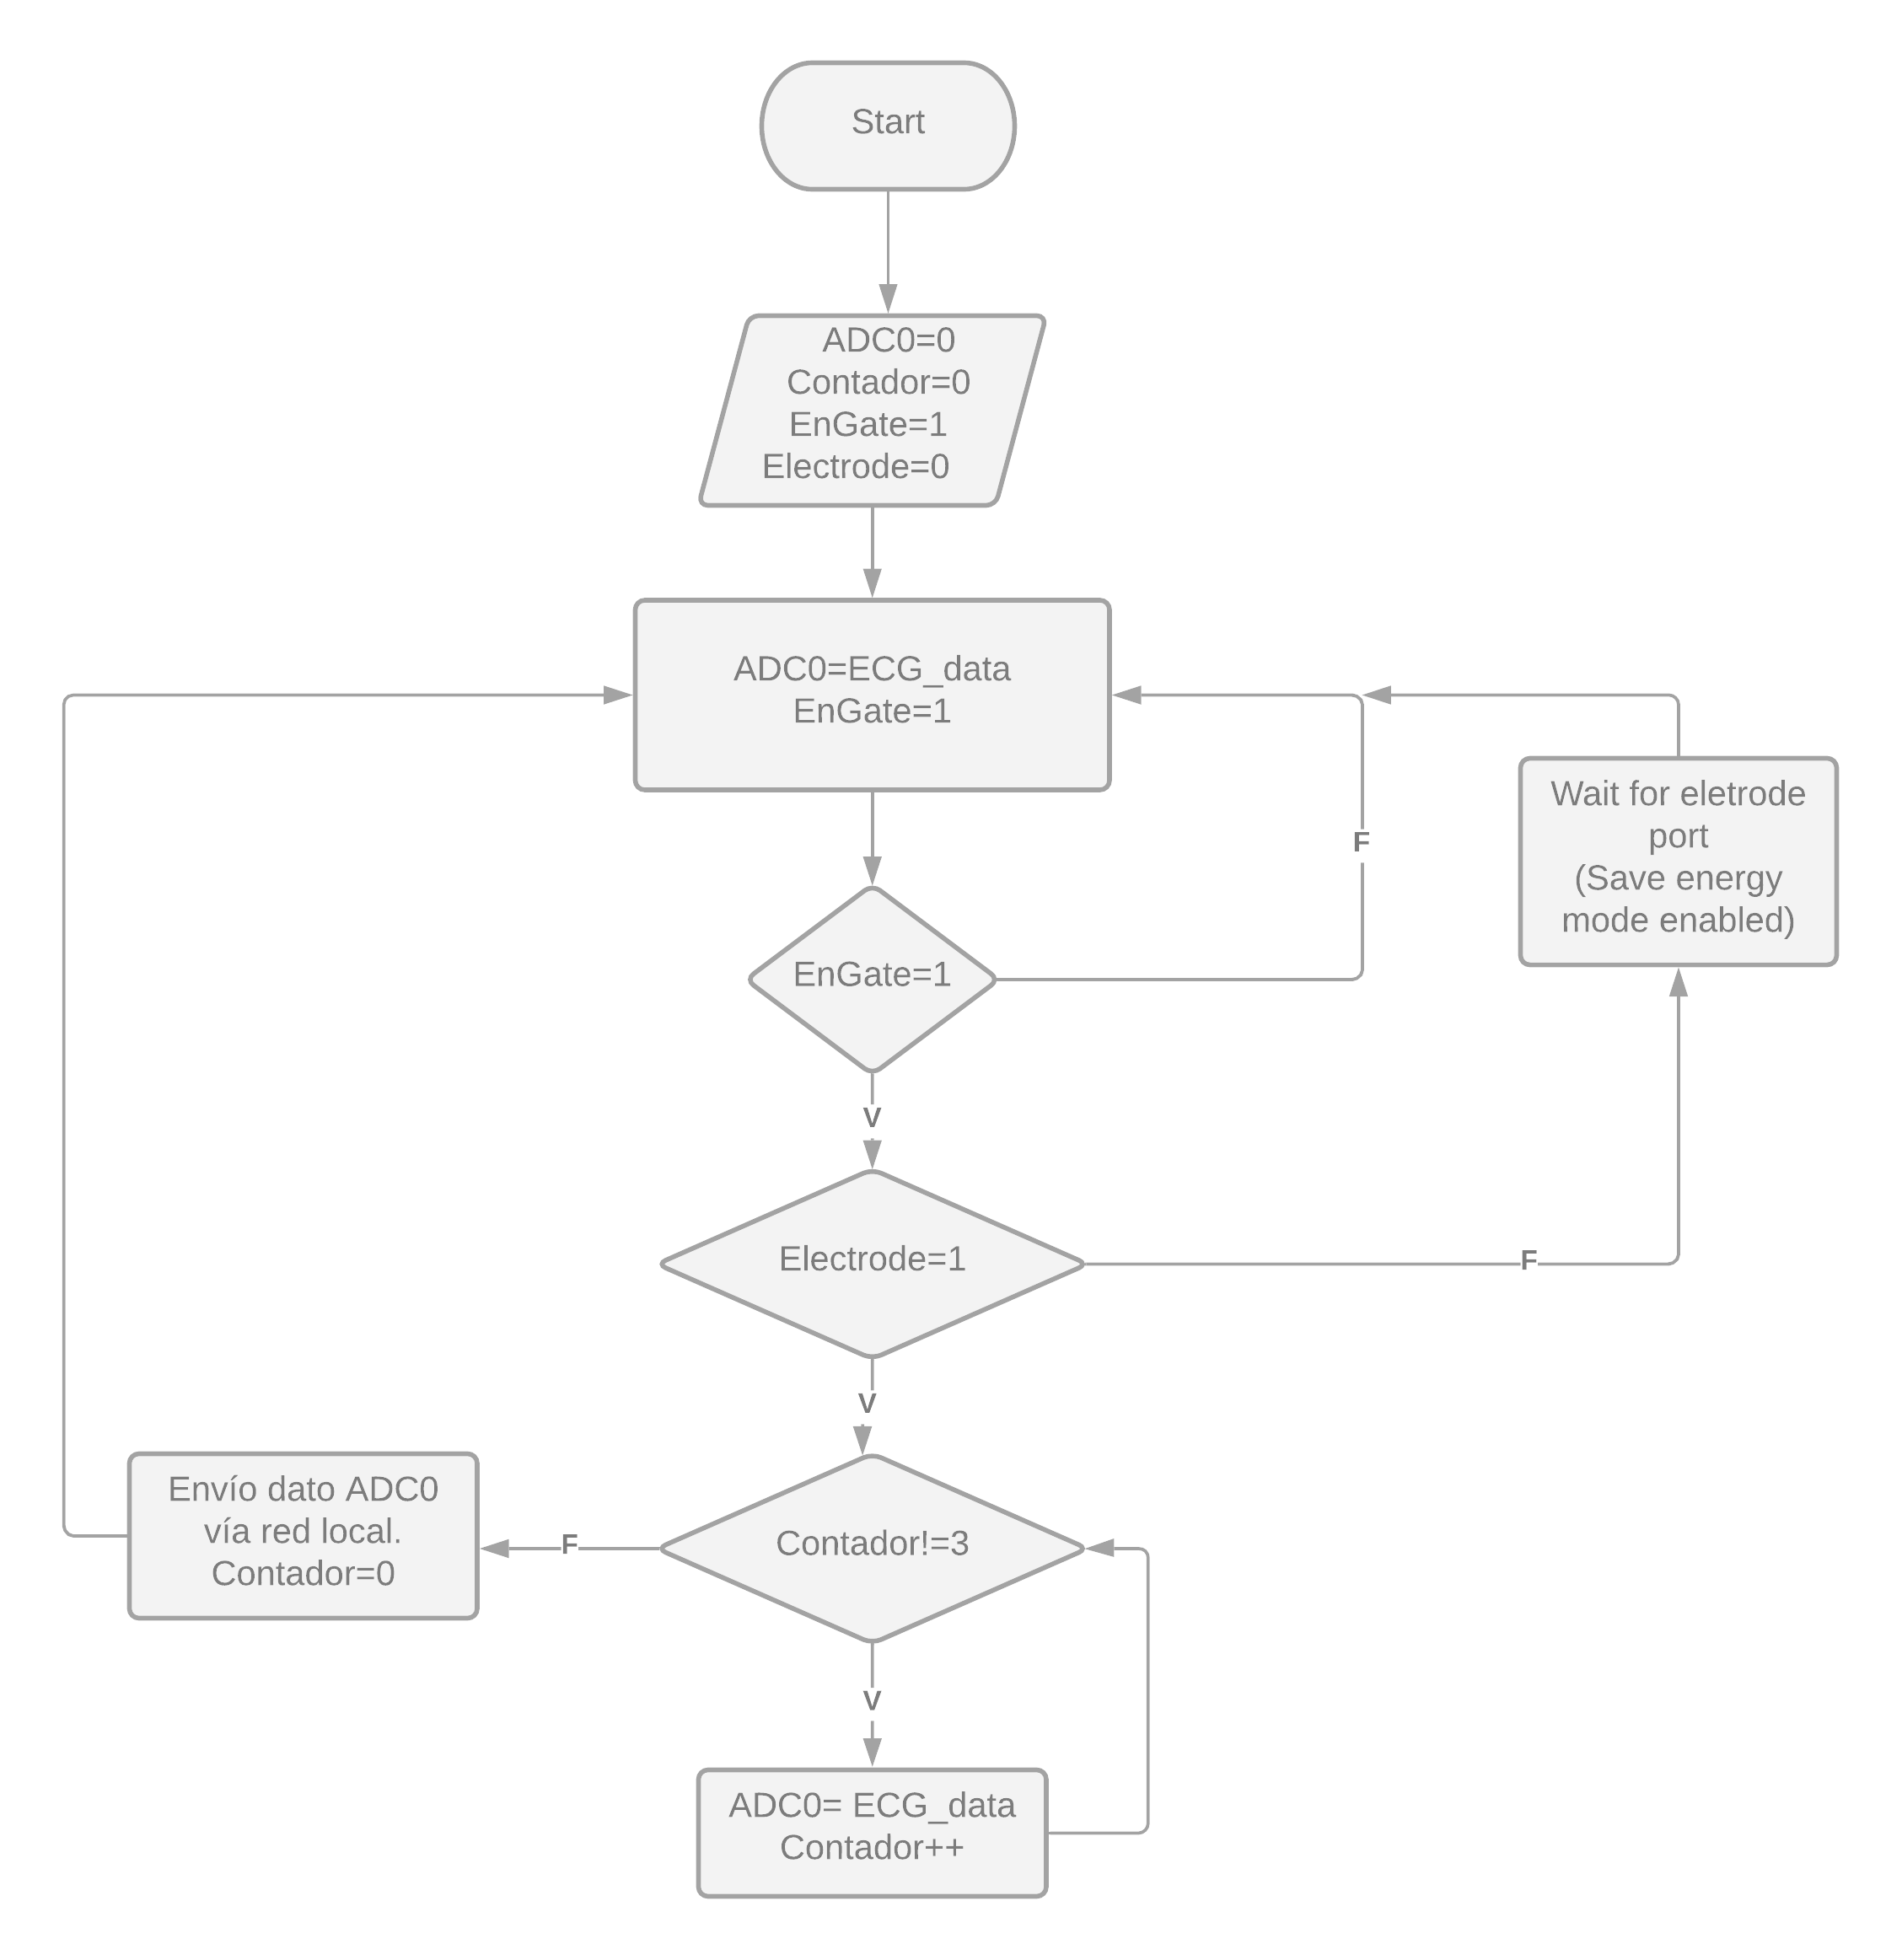 Start
ADC0=0
Contador=0
EnGate=1
Electrode=0
ADC0=ECG_data
EnGate=1
Wait for eletrode
port
(Save energy
mode enabled)
F
EnGate=1
V
Electrode=1
F
V
Envío dato ADC0
vía red local.
Contador=0
F
Contador!=3
V
ADC0= ECG_data
Contador++